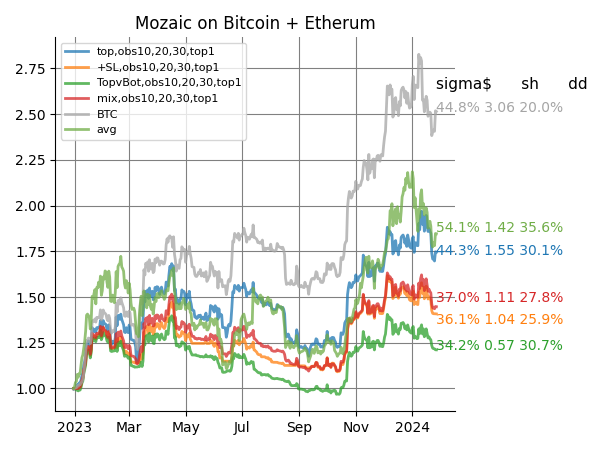 Mozaic on Bitcoin + Etherum
top,obs10,20,30,top1
+SL,obs10,20,30,top1
TopvBot,obs10,20,30,top1
mix,obs10,20,30,top1
BTC
avg
sigma$ sh dd
44.8% 3.06 20.0%
54.1% 1.42 35.6%
44.3% 1.55 30.1%
37.0% 1.11 27.8%
36.1% 1.04 25.9%
34.2% 0.57 30.7%
2.75
2.50
2.25
2.00
1.75
1.50
1.25
1.00
2023 Mar May Jul Sep Nov 2024